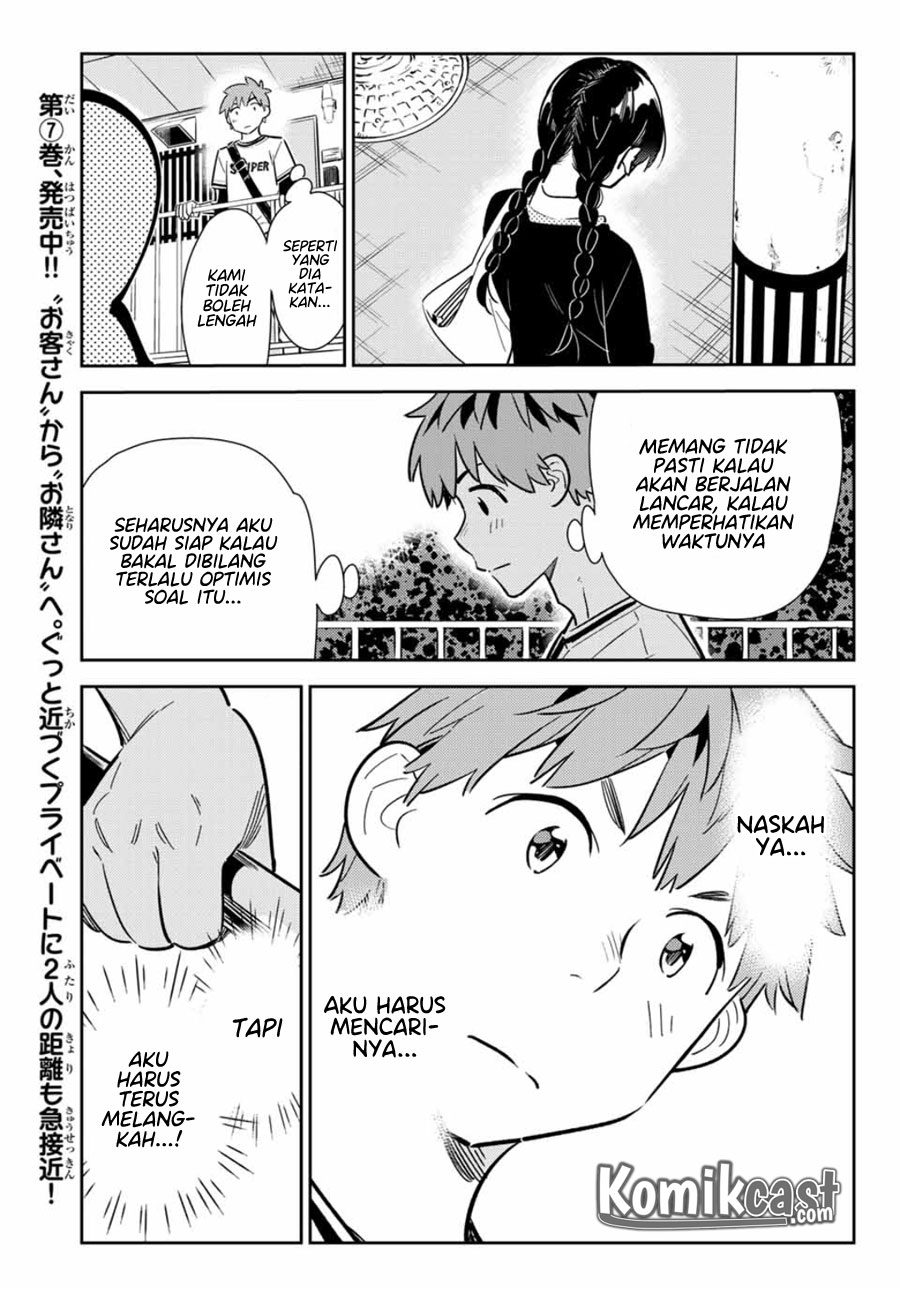 SEPERTI
YANG
DIA
KATA-
KAN...
KAMI
TIDAK
BOLEH
LENGAH
MEMANG TIDAK
PASTI KALAU
AKAN BERJALAN
LANCAR, KALAU
MEMPERHATIKAN
WAKTUNYA
SEHARUSNYA AKU
SUDAH SIAP KALAU
BAKAL DIBILANG
TERLALU OPTIMIS
SOAL ITU...
NASKAH
YA...
AKU HARUS
MENCARI-
NYA...
TAPI
AKU
HARUS
TERUS
MELANG-
KAH...!
第⑦巻、発売中!! 〝お客さん〟から〝お隣さん〟へ。ぐっと近づくプライベートに2人の距離も急接近!
Komikcast
.com